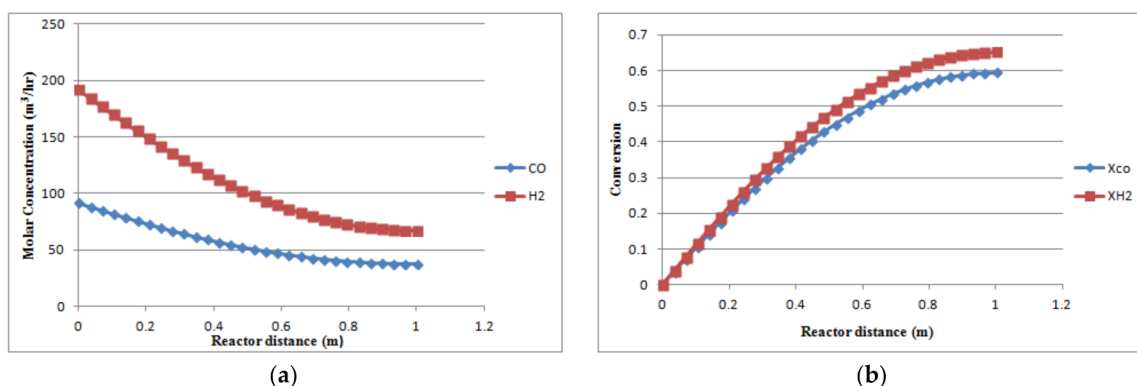 250
200
150
100
50
0
0 0.2 0.4 0.6 0.8 1 1.2
Molar Concentration (m³/hr)
Reactor distance (m)
CO
H2
(a)
0.7
0.6
0.5
0.4
0.3
0.2
0.1
0
0 0.2 0.4 0.6 0.8 1 1.2
Conversion
Reactor distance (m)
Xco
XH2
(b)